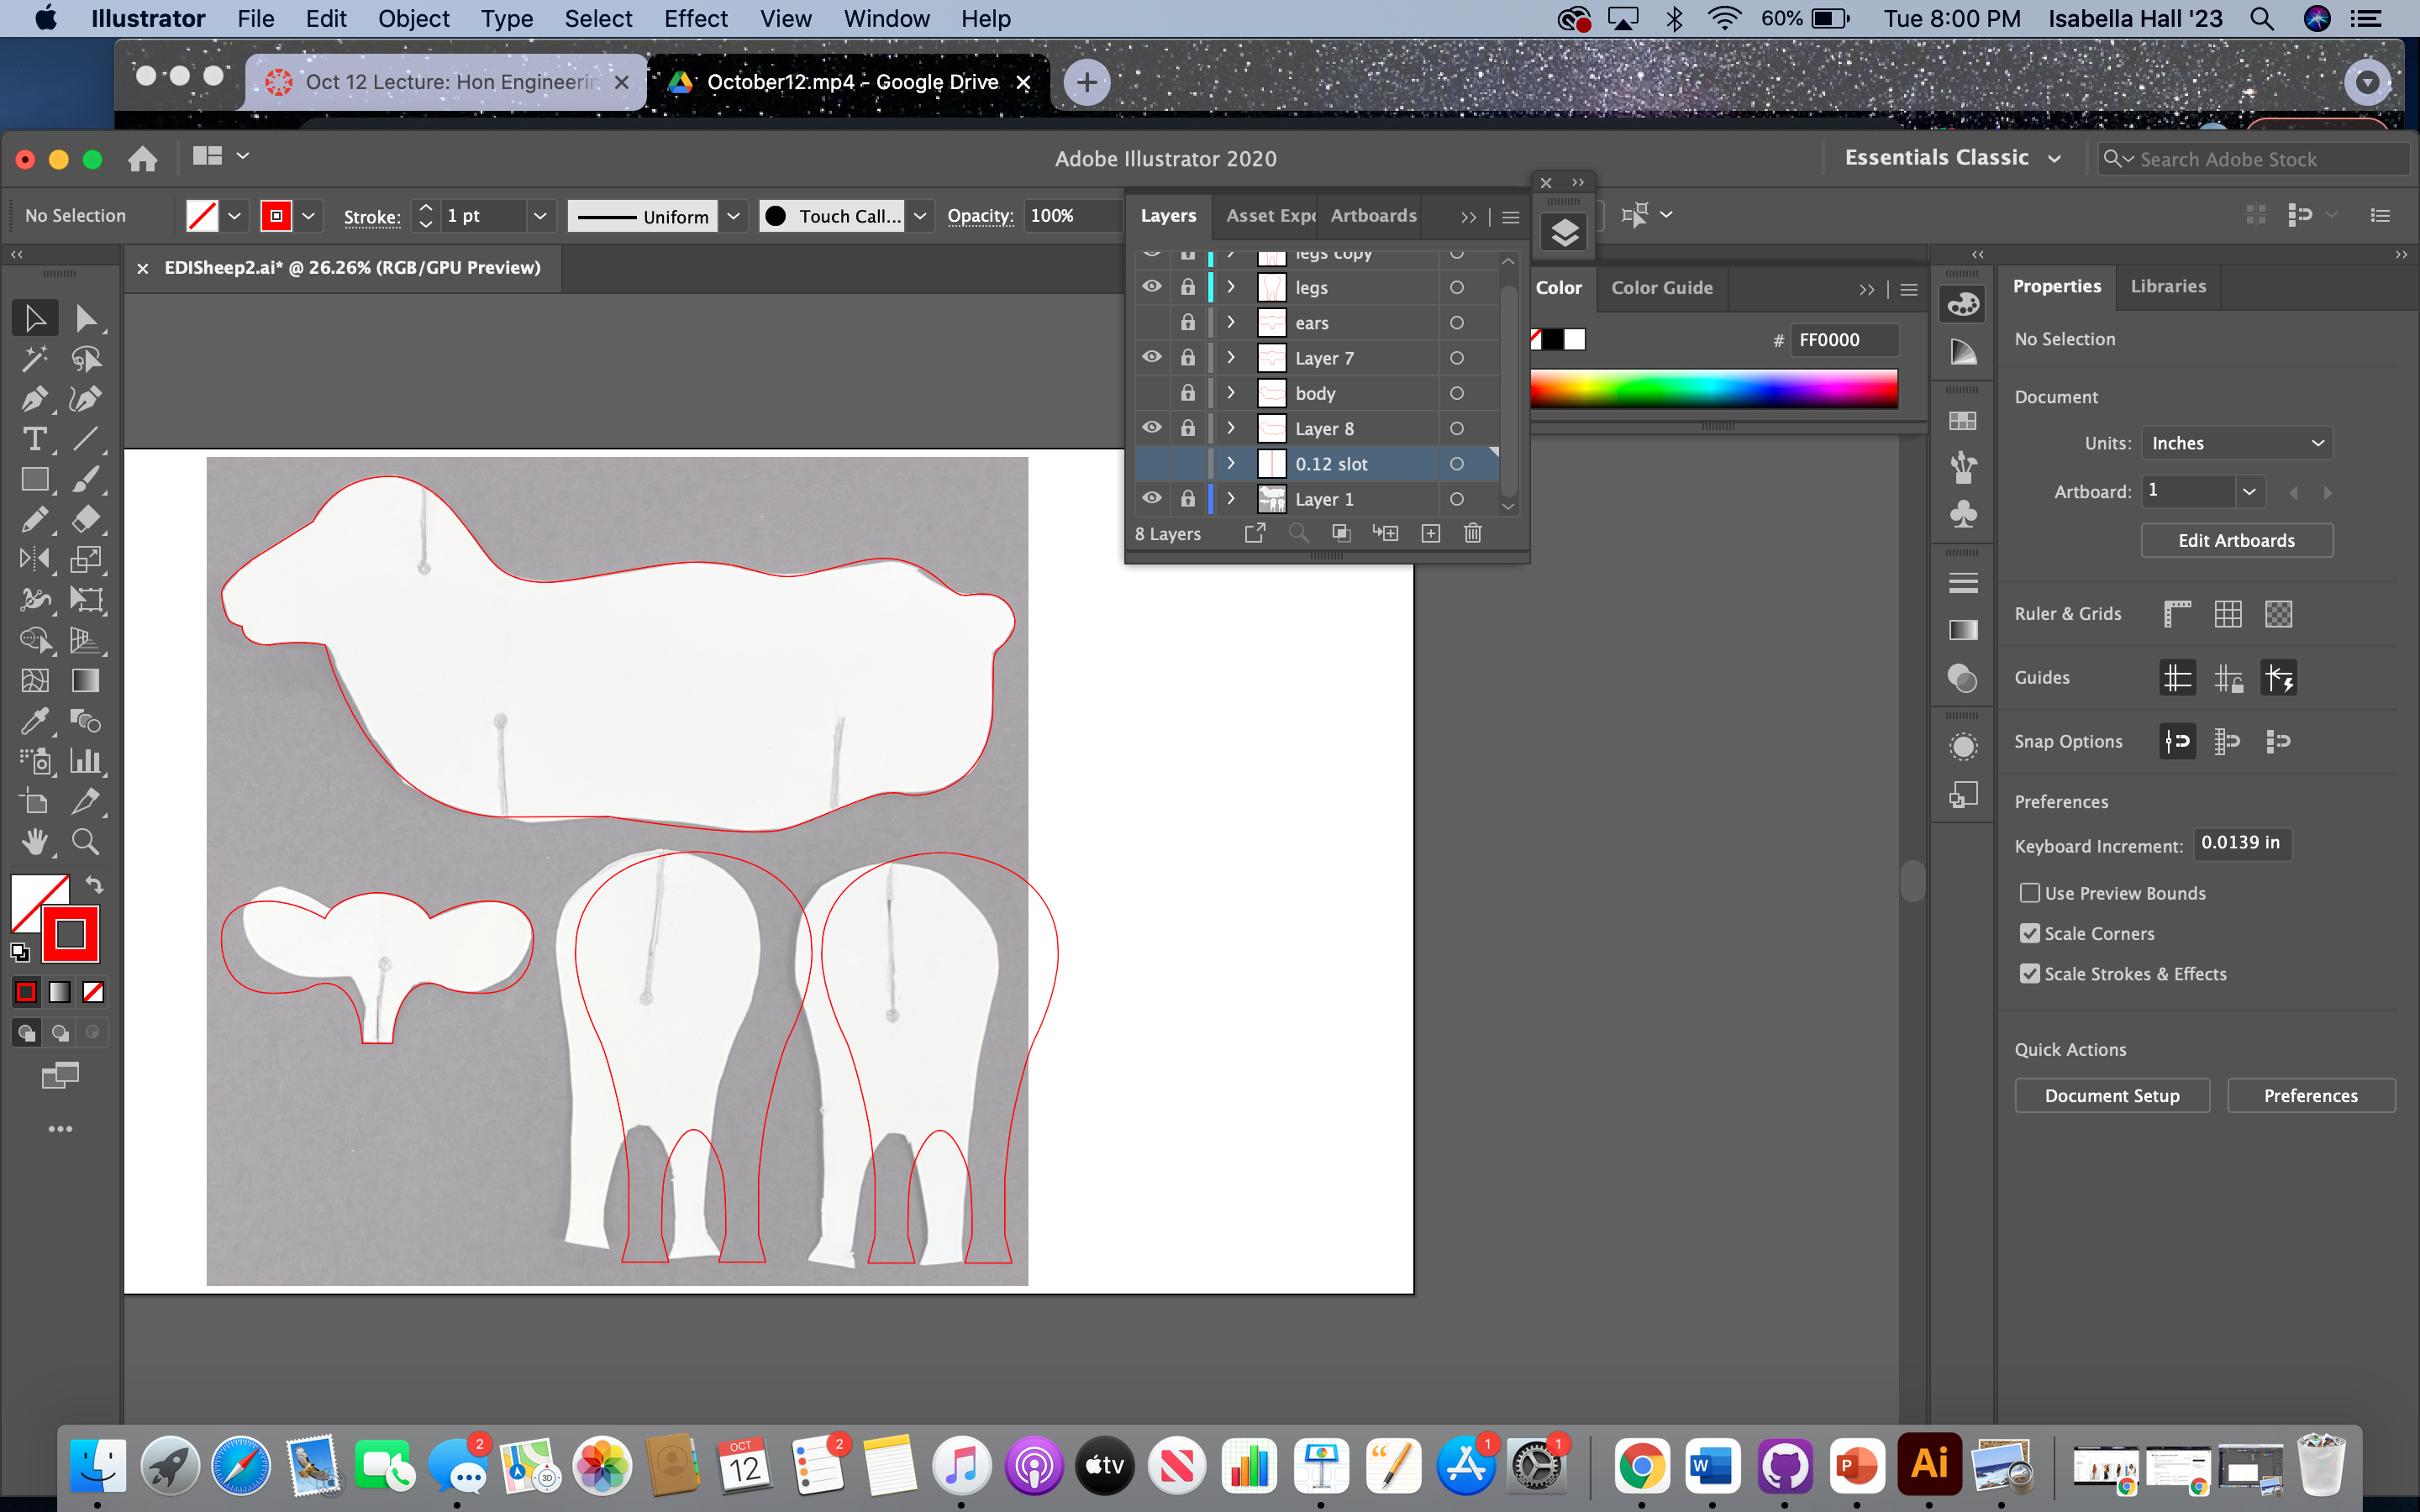 Illustrator File Edit Object Type Select Effect View Window Help 60% Tue 8:00 PM Isabella Hall '23
Oct 12 Lecture: Hon Engineerin October12.mp4 - Google Drive
Adobe Illustrator 2020 Essentials Classic Search Adobe Stock
No Selection Stroke: 1 pt Uniform Touch Call... Opacity: 100%
Layers Asset Expo Artboards
EDISheep2.ai* @ 26.26% (RGB/GPU Preview)
legs copy
legs
ears
Layer 7
body
Layer 8
0.12 slot
Layer 1
8 Layers
Color Color Guide
# FF0000
Properties Libraries
No Selection
Document
Units: Inches
Artboard: 1
Edit Artboards
Ruler & Grids
Guides
Snap Options
Preferences
Keyboard Increment: 0.0139 in
Use Preview Bounds
Scale Corners
Scale Strokes & Effects
Quick Actions
Document Setup Preferences
2
3D
OCT
12
2
tv
1
1
W
P
Ai